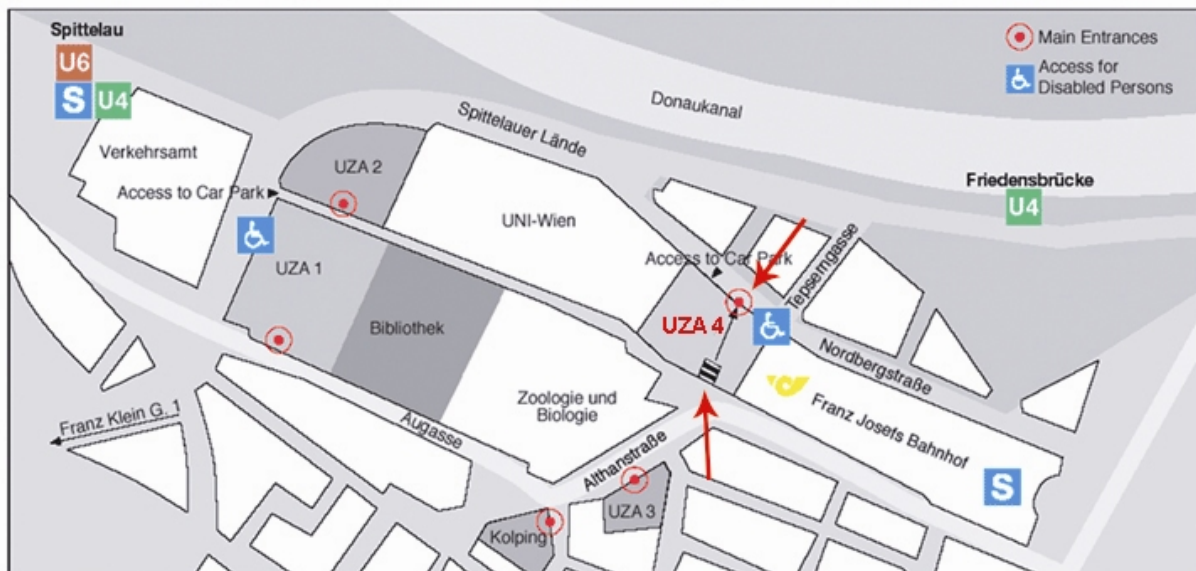 Spittelau
U6
S U4
Verkehrsamt
Access to Car Park
UZA 2
Spittelauer Lände
Donaukanal
Main Entrances
Access for
Disabled Persons
Friedensbrücke
U4
UNI-Wien
Access to Car Park
Tepserngasse
UZA 1
Bibliothek
UZA 4
Nordbergstraße
Zoologie und
Biologie
Franz Josefs Bahnhof
S
Franz Klein G. 1
Augasse
Althanstraße
UZA 3
Kolping